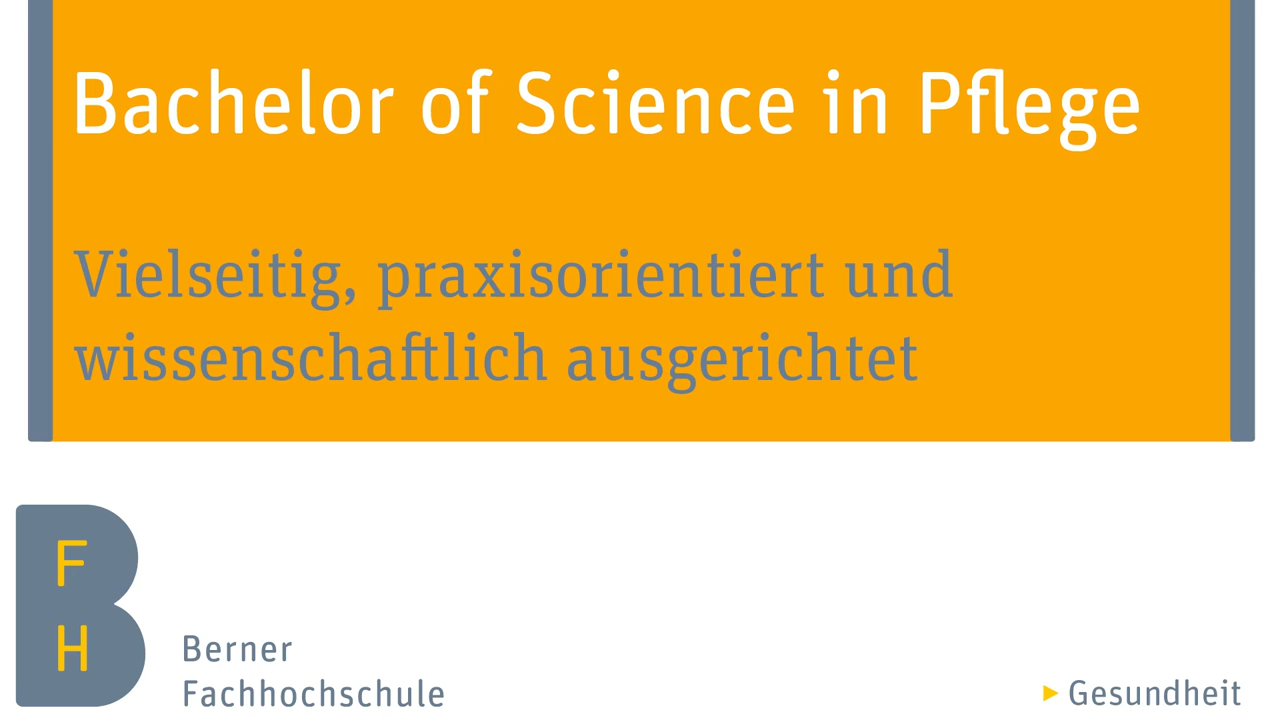 Bachelor of Science in Pflege
Vielseitig, praxisorientiert und
wissenschaftlich ausgerichtet
F
H
Berner
Fachhochschule
Gesundheit